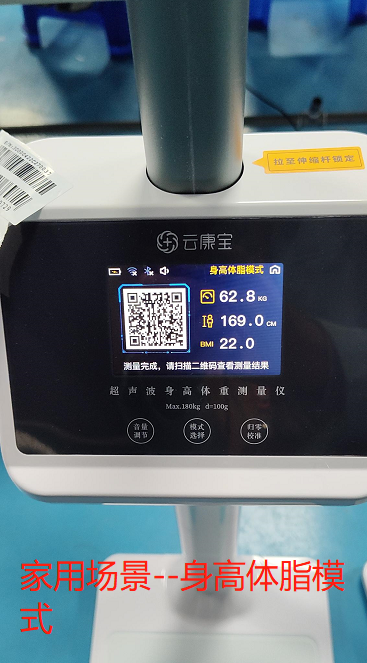 拉至伸缩杆锁定
云康宝
身高体脂模式
62.8 KG
169.0 CM
BMI 22.0
测量完成，请扫描二维码查看测量结果
超声波身高体重测量仪
Max.180kg d=100g
音量
调节
模式
选择
归零
校准
家用场景--身高体脂模
式